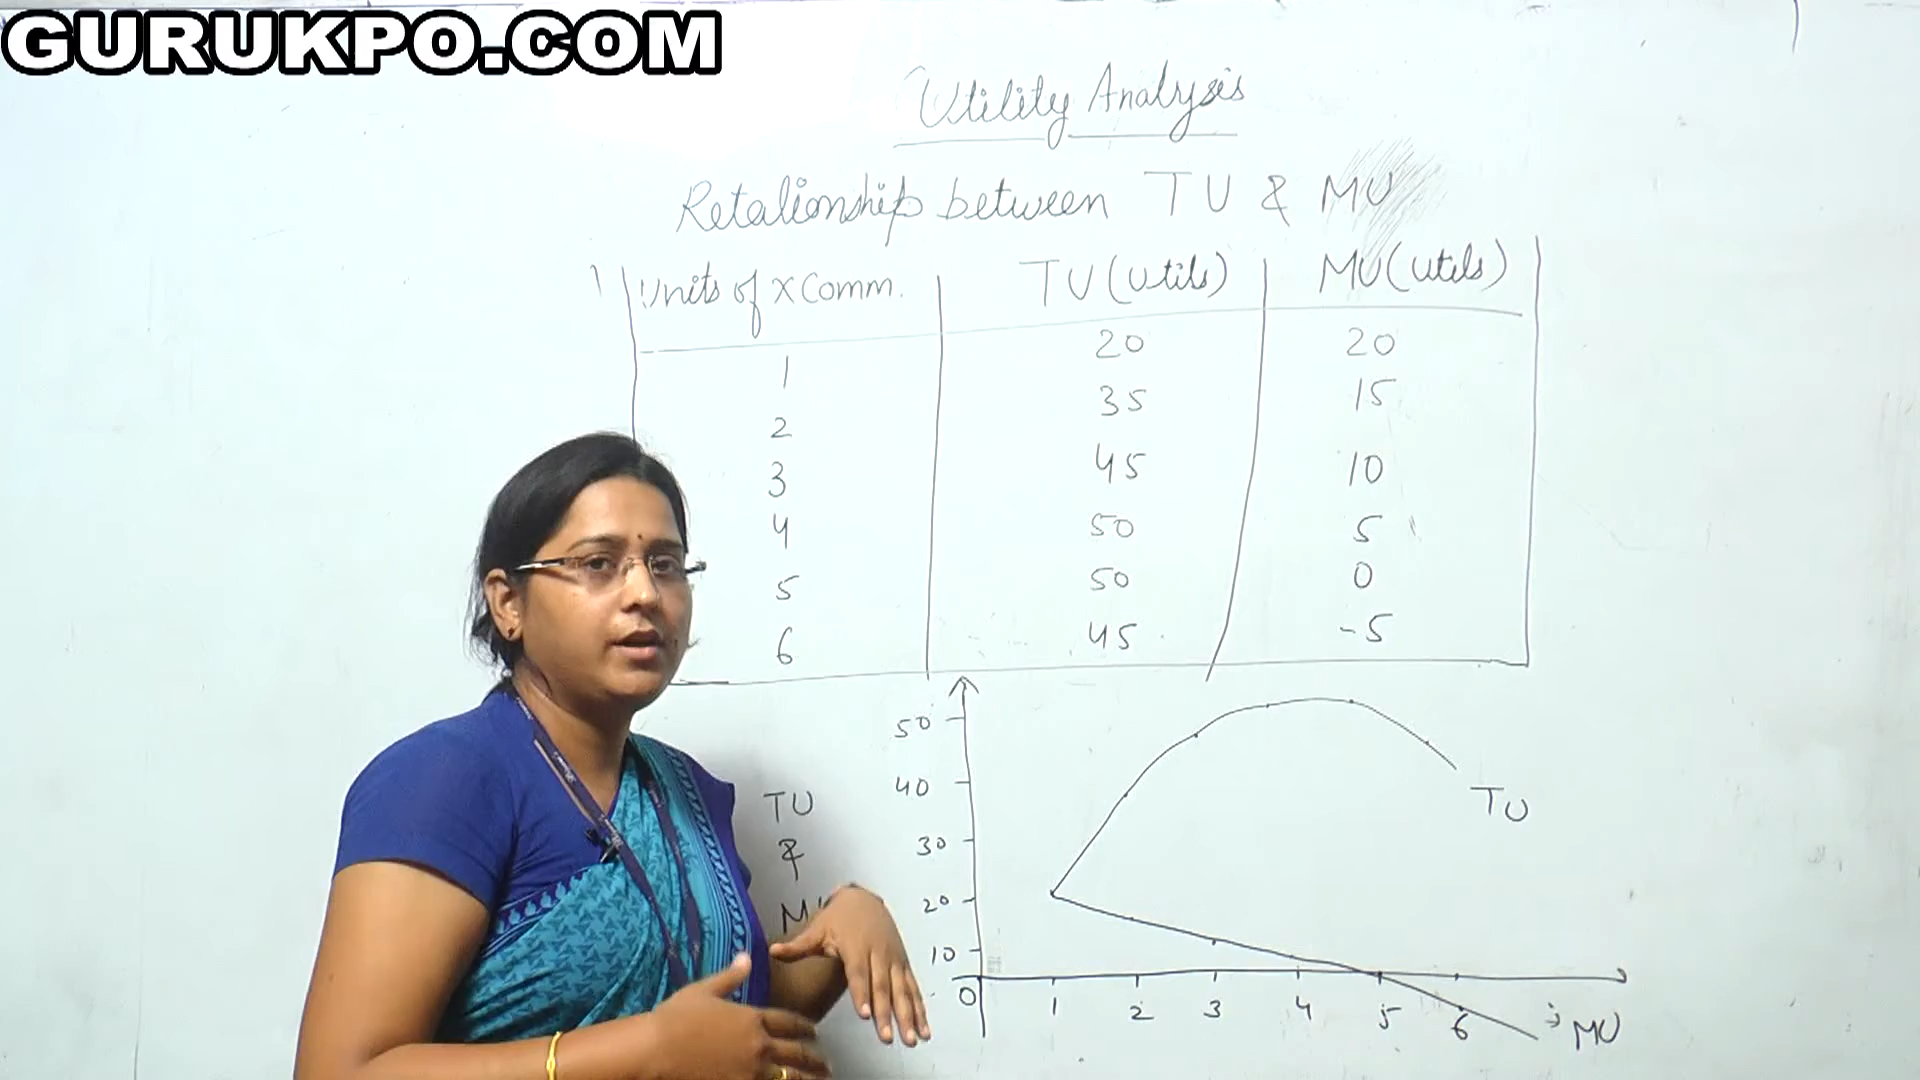 GURUKPO.COM
Utility Analysis
Retalionship between TU & MU
Units of x Comm. TU (Utils) MU (Utils)
1 20 20
2 35 15
3 45 10
4 50 5
5 50 0
6 45 -5
50
40
30
20
10
0 1 2 3 4 5 6
TU
&
TU
MU